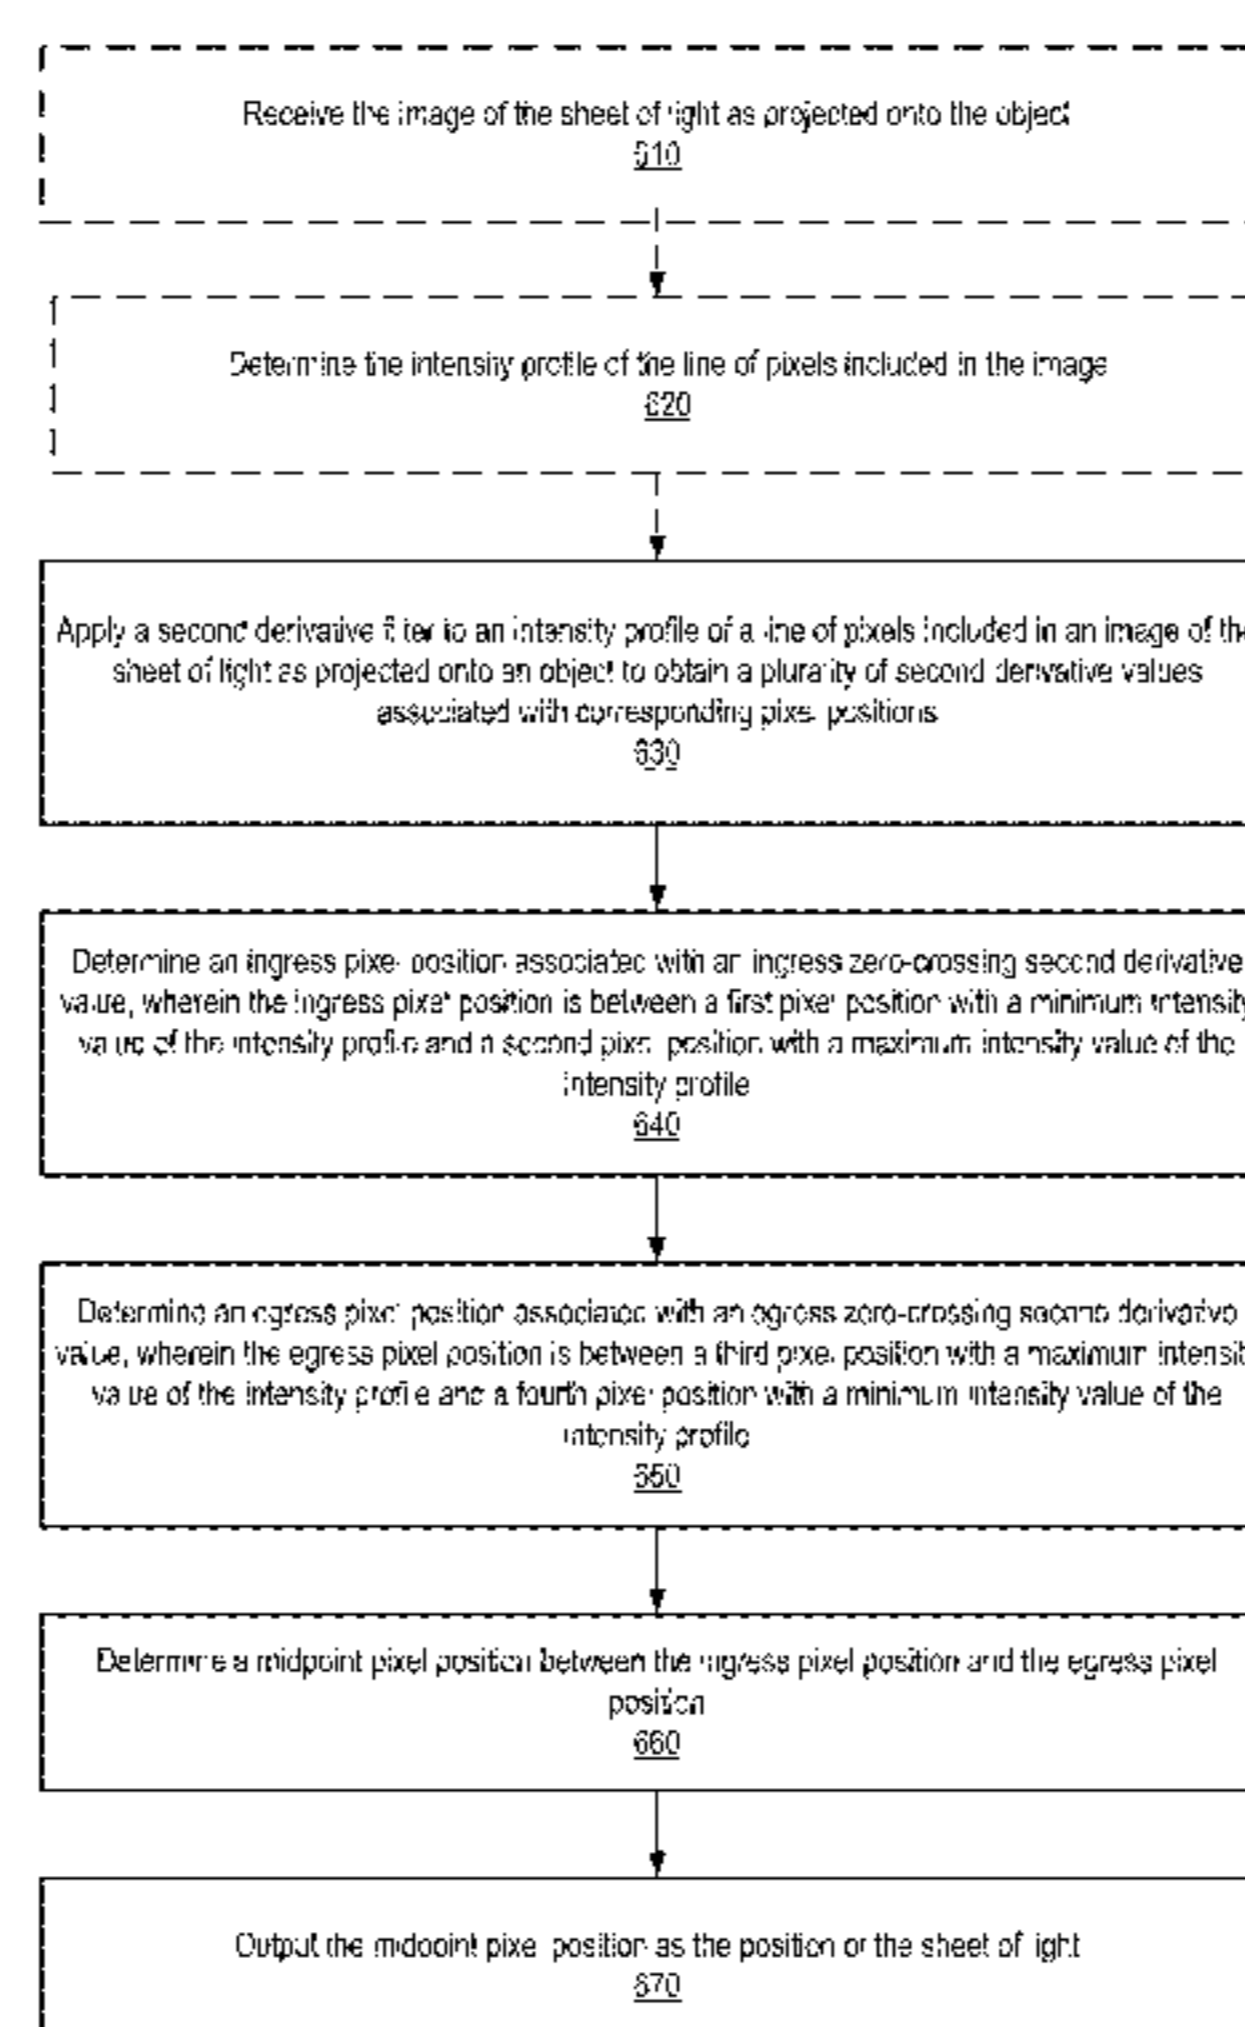 Receive the image of the sheet of light as projected onto the object
610
Determine the intensity profile of the line of pixels included in the image
620
Apply a second derivative filter to an intensity profile of a line of pixels included in an image of the
sheet of light as projected onto an object to obtain a plurality of second derivative values
associated with corresponding pixel positions
630
Determine an ingress pixel position associated with an ingress zero-crossing second derivative
value, wherein the ingress pixel position is between a first pixel position with a minimum intensity
value of the intensity profile and a second pixel position with a maximum intensity value of the
intensity profile
640
Determine an egress pixel position associated with an egress zero-crossing second derivative
value, wherein the egress pixel position is between a third pixel position with a maximum intensity
value of the intensity profile and a fourth pixel position with a minimum intensity value of the
intensity profile
650
Determine a midpoint pixel position between the ingress pixel position and the egress pixel
position
660
Output the midpoint pixel position as the position of the sheet of light
670